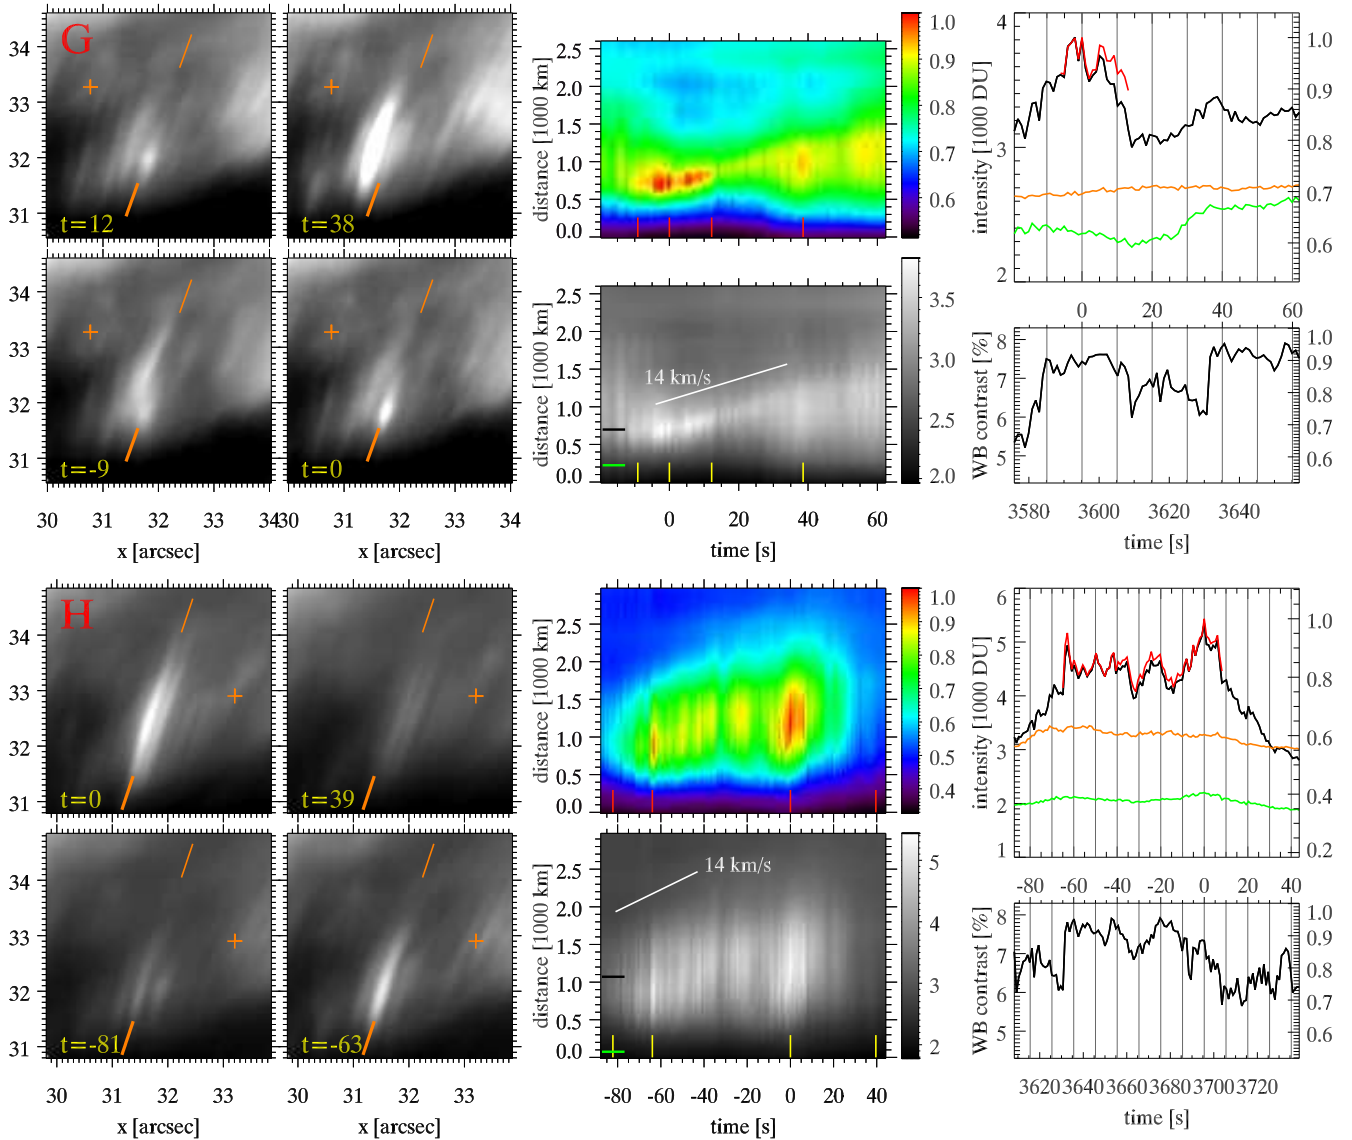 G
t=12
t=38
t=-9
t=0
34
33
32
31
34
33
32
31
30 31 32 33 34 30 31 32 33 34
x [arcsec] x [arcsec]
distance [1000 km]
2.5
2.0
1.5
1.0
0.5
0.0
1.0
0.9
0.8
0.7
0.6
distance [1000 km]
2.5
2.0
1.5
1.0
0.5
0.0
14 km/s
3.5
3.0
2.5
2.0
0 20 40 60
time [s]
intensity [1000 DU]
4
3
2
1.0
0.9
0.8
0.7
0.6
0 20 40 60
WB contrast [%]
8
7
6
5
1.0
0.9
0.8
0.7
0.6
3580 3600 3620 3640
time [s]
H
t=0
t=39
t=-81
t=-63
34
33
32
31
34
33
32
31
30 31 32 33 30 31 32 33
x [arcsec] x [arcsec]
distance [1000 km]
2.5
2.0
1.5
1.0
0.5
0.0
1.0
0.9
0.8
0.7
0.6
0.5
0.4
distance [1000 km]
2.5
2.0
1.5
1.0
0.5
0.0
14 km/s
5
4
3
2
-80 -60 -40 -20 0 20 40
time [s]
intensity [1000 DU]
6
5
4
3
2
1
1.0
0.8
0.6
0.4
0.2
-80 -60 -40 -20 0 20 40
WB contrast [%]
8
7
6
5
1.0
0.9
0.8
0.7
0.6
3620 3640 3660 3680 3700 3720
time [s]